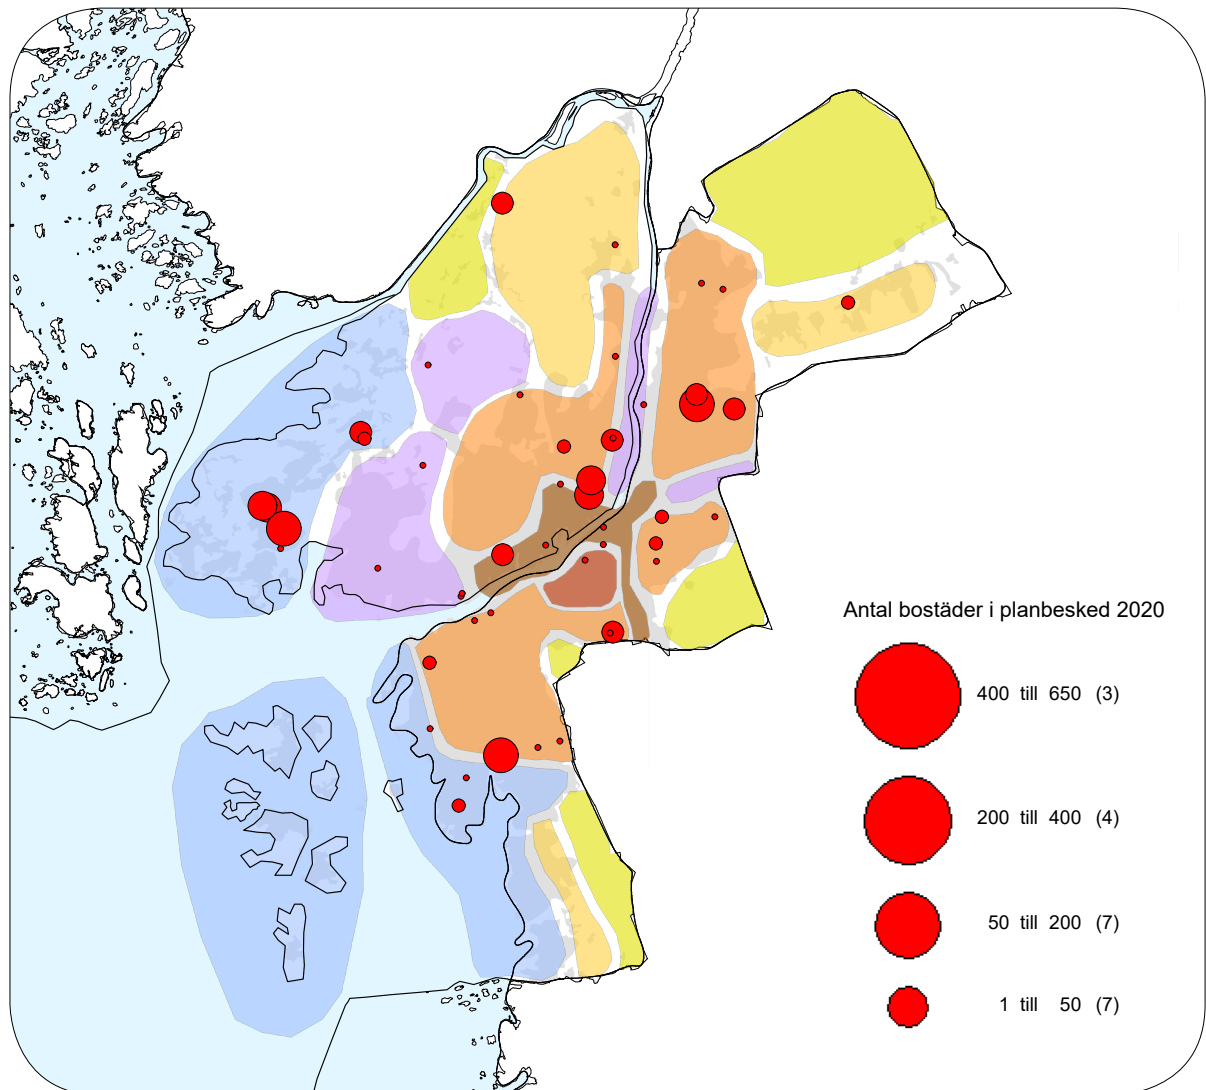 Antal bostäder i planbesked 2020
400 till 650 (3)
200 till 400 (4)
50 till 200 (7)
1 till 50 (7)